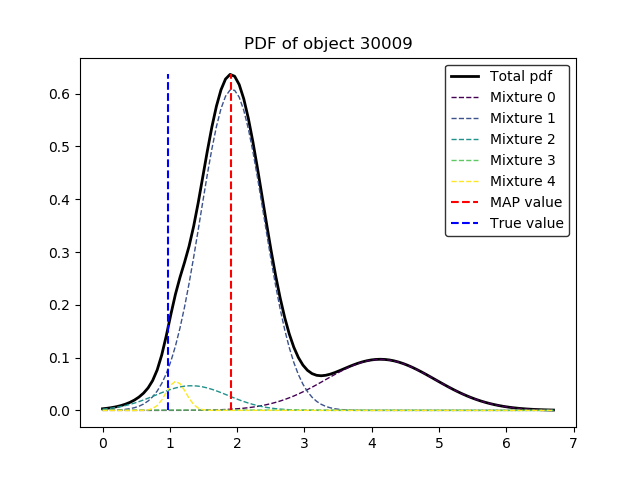 PDF of object 30009
Total pdf
Mixture 0
Mixture 1
Mixture 2
Mixture 3
Mixture 4
MAP value
True value
0.6
0.5
0.4
0.3
0.2
0.1
0.0
0 1 2 3 4 5 6 7